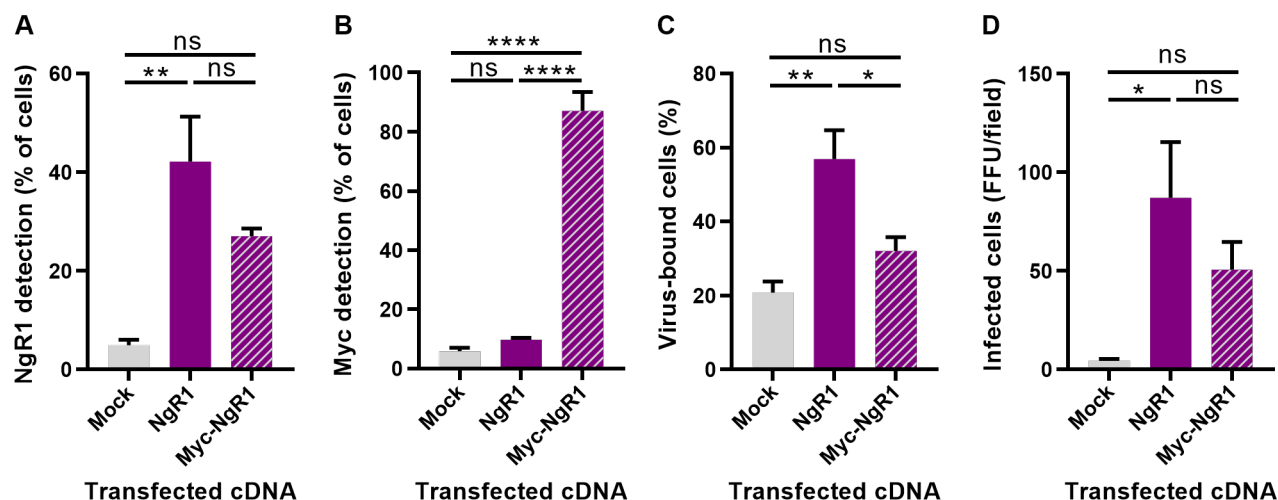 A
ns
**
ns
NgR1 detection (% of cells)
60
40
20
0
Mock
NgR1
Myc-NgR1
Transfected cDNA
B
****
ns
****
Myc detection (% of cells)
100
80
60
40
20
0
Mock
NgR1
Myc-NgR1
Transfected cDNA
C
ns
**
*
Virus-bound cells (%)
80
60
40
20
0
Mock
NgR1
Myc-NgR1
Transfected cDNA
D
ns
*
ns
Infected cells (FFU/field)
150
100
50
0
Mock
NgR1
Myc-NgR1
Transfected cDNA